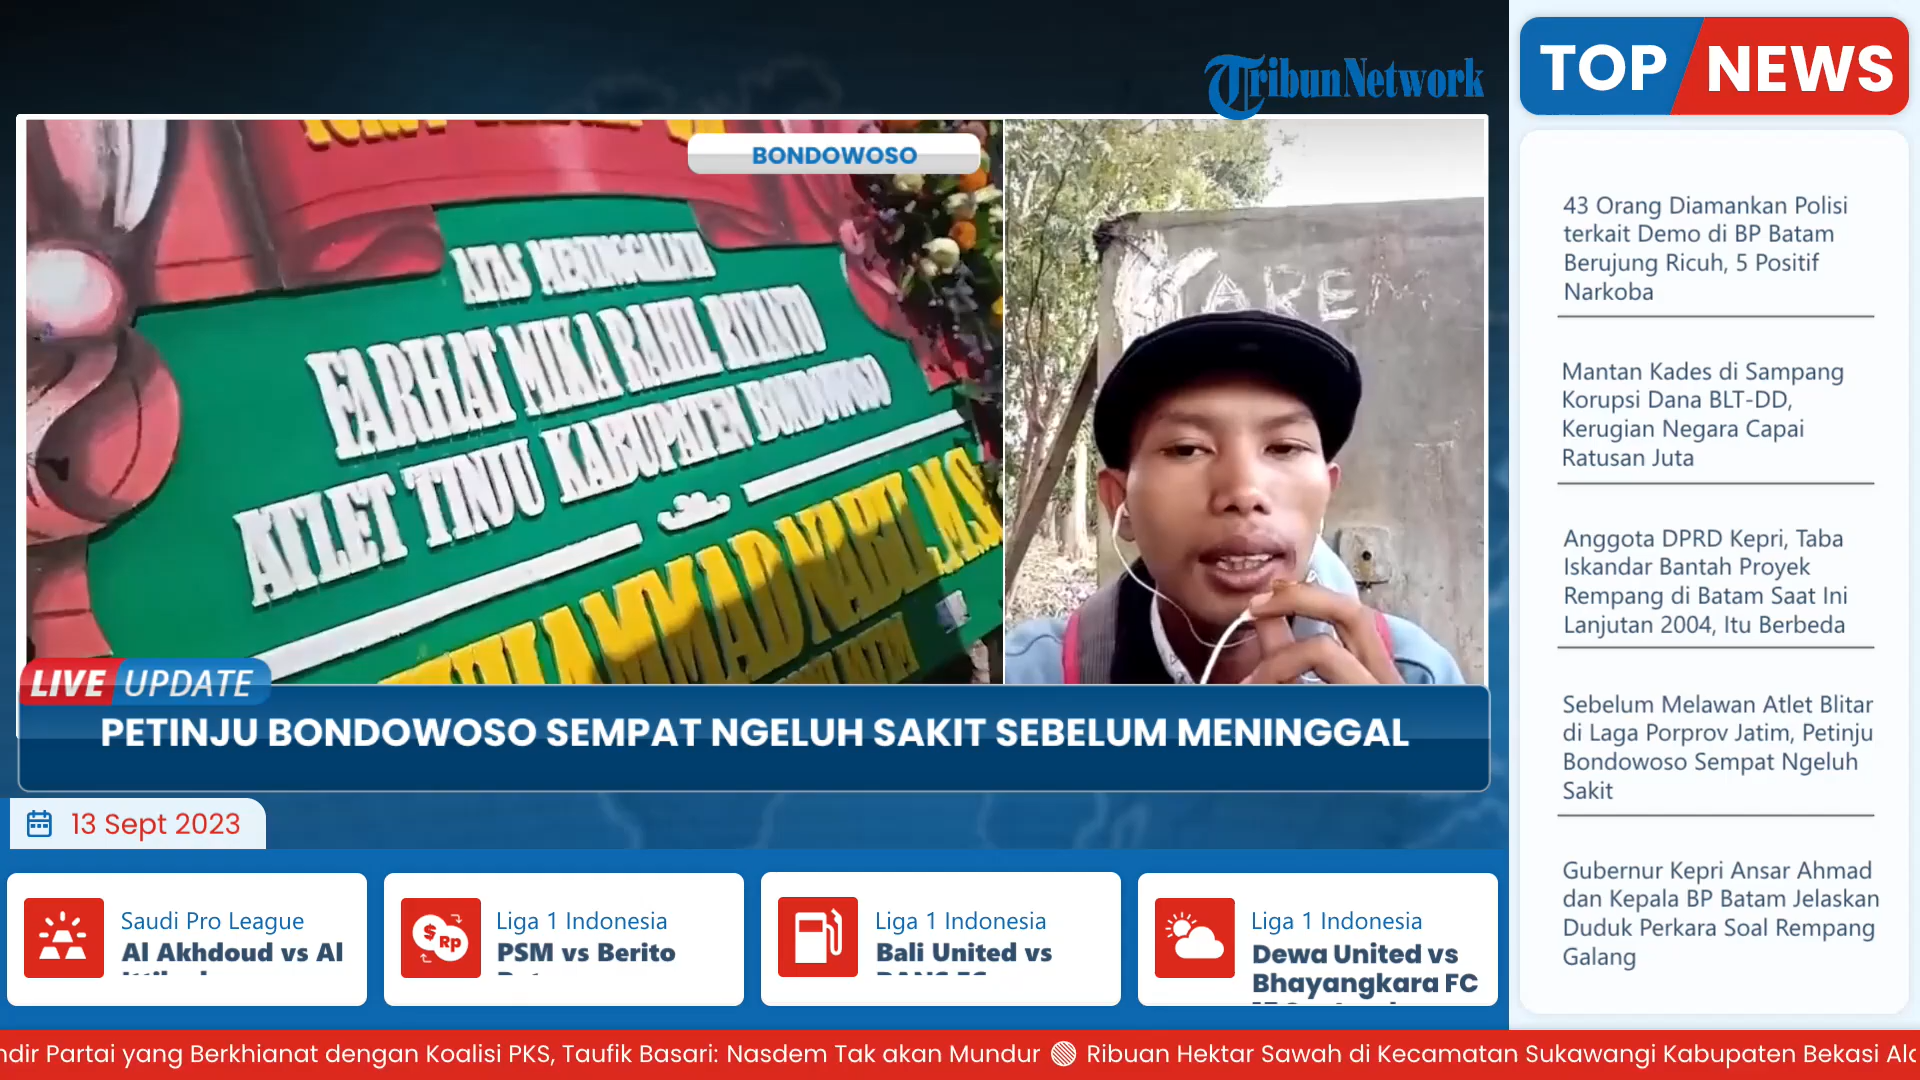 TribunNetwork
TOP NEWS
BONDOWOSO
ATAS MENINGGALNYA
FARHAT MIKA RAHIL RIYANTO
ATLET TINJU KABUPATEN BONDOWOSO
MUHAMMAD NABIL, M.Si
KAREM
LIVE UPDATE
PETINJU BONDOWOSO SEMPAT NGELUH SAKIT SEBELUM MENINGGAL
13 Sept 2023
43 Orang Diamankan Polisi
terkait Demo di BP Batam
Berujung Ricuh, 5 Positif
Narkoba
Mantan Kades di Sampang
Korupsi Dana BLT-DD,
Kerugian Negara Capai
Ratusan Juta
Anggota DPRD Kepri, Taba
Iskandar Bantah Proyek
Rempang di Batam Saat Ini
Lanjutan 2004, Itu Berbeda
Sebelum Melawan Atlet Blitar
di Laga Porprov Jatim, Petinju
Bondowoso Sempat Ngeluh
Sakit
Gubernur Kepri Ansar Ahmad
dan Kepala BP Batam Jelaskan
Duduk Perkara Soal Rempang
Galang
Saudi Pro League
Al Akhdoud vs Al
Liga 1 Indonesia
PSM vs Berito
Liga 1 Indonesia
Bali United vs
Liga 1 Indonesia
Dewa United vs
Bhayangkara FC
$ Rp
ndir Partai yang Berkhianat dengan Koalisi PKS, Taufik Basari: Nasdem Tak akan Mundur Ribuan Hektar Sawah di Kecamatan Sukawangi Kabupaten Bekasi Al